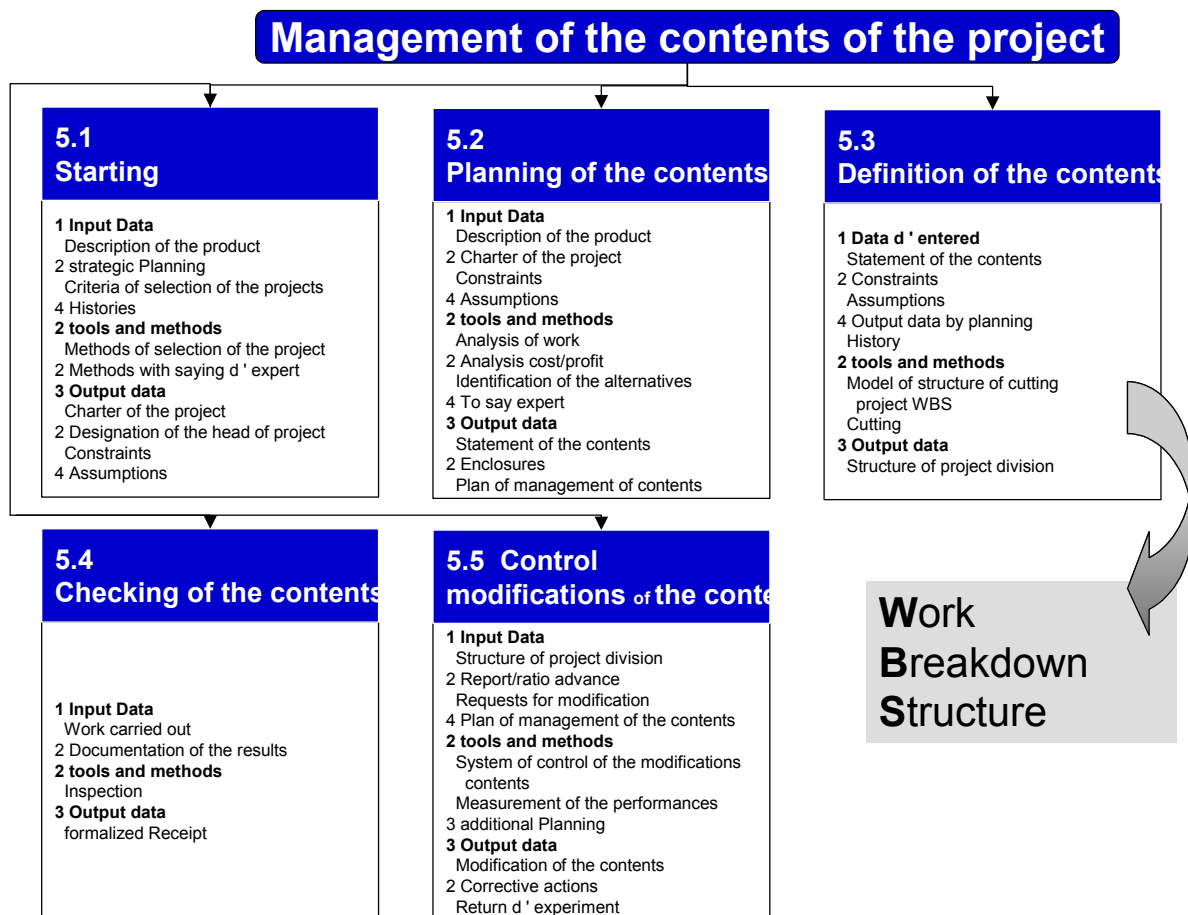 Management of the contents of the project
5.1
Starting
1 Input Data
Description of the product
2 strategic Planning
Criteria of selection of the projects
4 Histories
2 tools and methods
Methods of selection of the project
2 Methods with saying d ' expert
3 Output data
Charter of the project
2 Designation of the head of project
Constraints
4 Assumptions
5.2
Planning of the contents
1 Input Data
Description of the product
2 Charter of the project
Constraints
4 Assumptions
2 tools and methods
Analysis of work
2 Analysis cost/profit
Identification of the alternatives
4 To say expert
3 Output data
Statement of the contents
2 Enclosures
Plan of management of contents
5.3
Definition of the contents
1 Data d ' entered
Statement of the contents
2 Constraints
Assumptions
4 Output data by planning
History
2 tools and methods
Model of structure of cutting
project WBS
Cutting
3 Output data
Structure of project division
5.4
Checking of the contents
1 Input Data
Work carried out
2 Documentation of the results
2 tools and methods
Inspection
3 Output data
formalized Receipt
5.5 Control
modifications of the conte
1 Input Data
Structure of project division
2 Report/ratio advance
Requests for modification
4 Plan of management of the contents
2 tools and methods
System of control of the modifications
contents
Measurement of the performances
3 additional Planning
3 Output data
Modification of the contents
2 Corrective actions
Return d ' experiment
Work
Breakdown
Structure